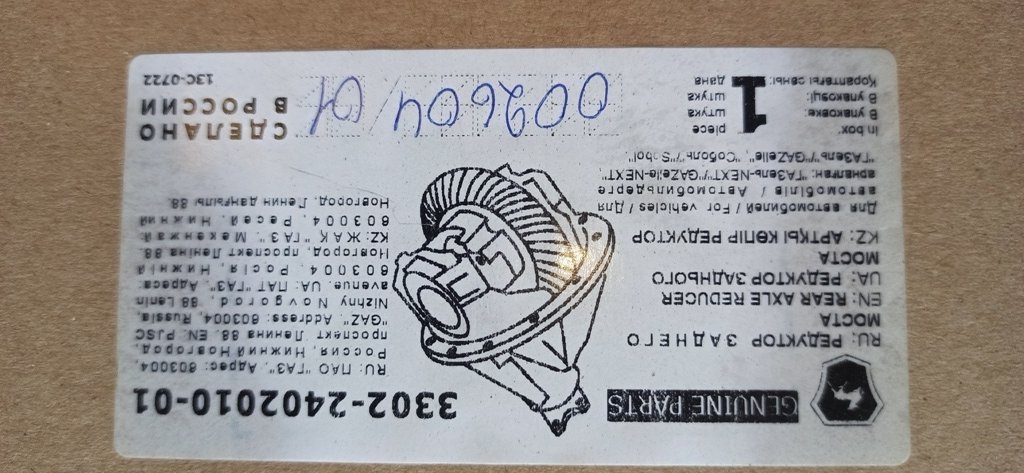 GENUINE PARTS
RU: РЕДУКТОР ЗАДНЕГО
МОСТА
EN: REAR AXLE REDUCER
UA: РЕДУКТОР ЗАДНЬОГО
МОСТА
KZ: АРТҚЫ КӨПІР РЕДУКТОР
Для автомобилей / For vehicles / Для
автомобілів / Автомобильдерге
арналған: "ГАЗель-NEXT"/"GAZelle-NEXT",
"ГАЗель"/"GAZelle", "Соболь"/"Sobol"
in box:
В упаковке:
В упаковці:
Қораптағы саны:
1
piece
штука
штука
дана
3302-2402010-01
RU: ПАО "ГАЗ". Адрес: 603004,
Россия, Нижний Новгород,
проспект Ленина 88. EN: PJSC
"GAZ". Address: 603004, Russia,
Nizhny Novgorod, 88 Lenin
avenue. UA: ПАТ "ГАЗ". Адреса:
603004, Росія, Нижній
Новгород, проспект Леніна 88.
KZ: ЖАҚ "ГАЗ". Мекенжай:
603004, Ресей, Нижний
Новгород, Ленин даңғылы 88.
002604/01
СДЕЛАНО
В РОССИИ
13С-0722